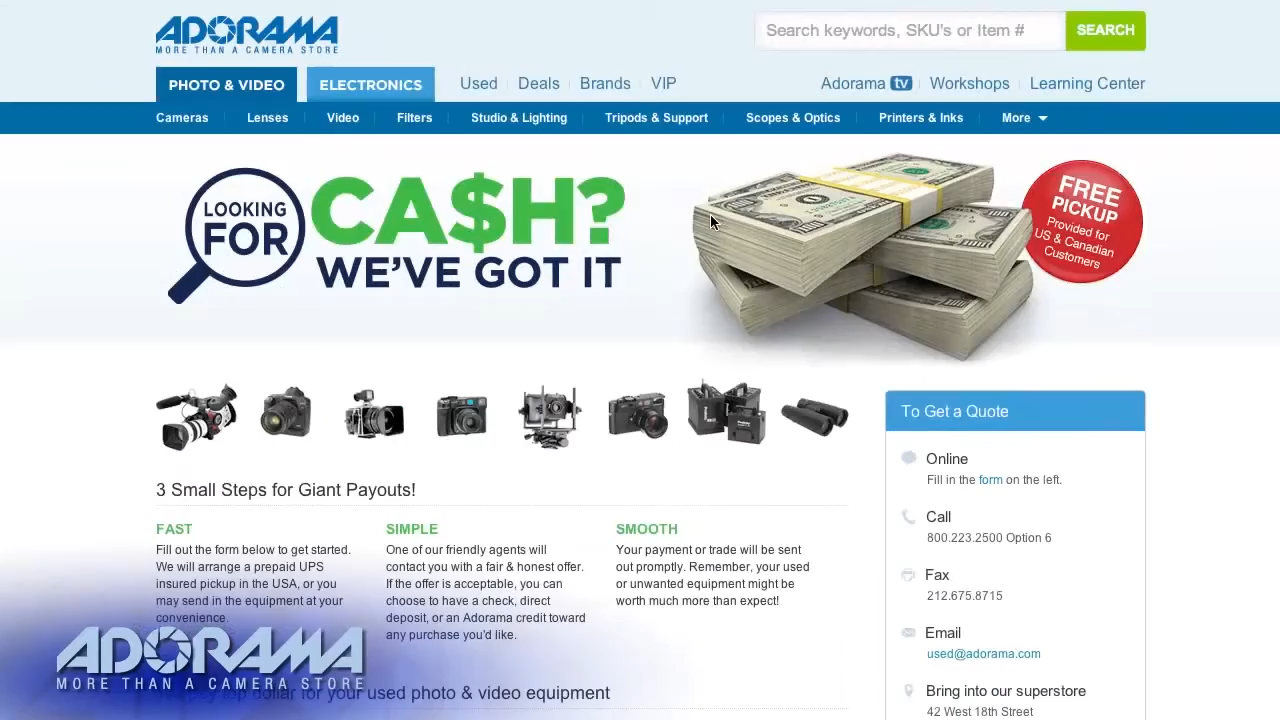 ADORAMA
MORE THAN A CAMERA STORE
Search keywords, SKU's or Item #
SEARCH
PHOTO & VIDEO
ELECTRONICS
Used
Deals
Brands
VIP
Adorama tv
Workshops
Learning Center
Cameras
Lenses
Video
Filters
Studio & Lighting
Tripods & Support
Scopes & Optics
Printers & Inks
More
LOOKING
FOR
CA$H?
WE'VE GOT IT
FREE
PICKUP
Provided for
US & Canadian
Customers
3 Small Steps for Giant Payouts!
FAST
Fill out the form below to get started.
We will arrange a prepaid UPS
insured pickup in the USA, or you
may send in the equipment at your
convenience.
SIMPLE
One of our friendly agents will
contact you with a fair & honest offer.
If the offer is acceptable, you can
choose to have a check, direct
deposit, or an Adorama credit toward
any purchase you'd like.
SMOOTH
Your payment or trade will be sent
out promptly. Remember, your used
or unwanted equipment might be
worth much more than expect!
To Get a Quote
Online
Fill in the form on the left.
Call
800.223.2500 Option 6
Fax
212.675.8715
Email
used@adorama.com
Bring into our superstore
42 West 18th Street
ADORAMA
MORE THAN A CAMERA STORE
dollar for your used photo & video equipment